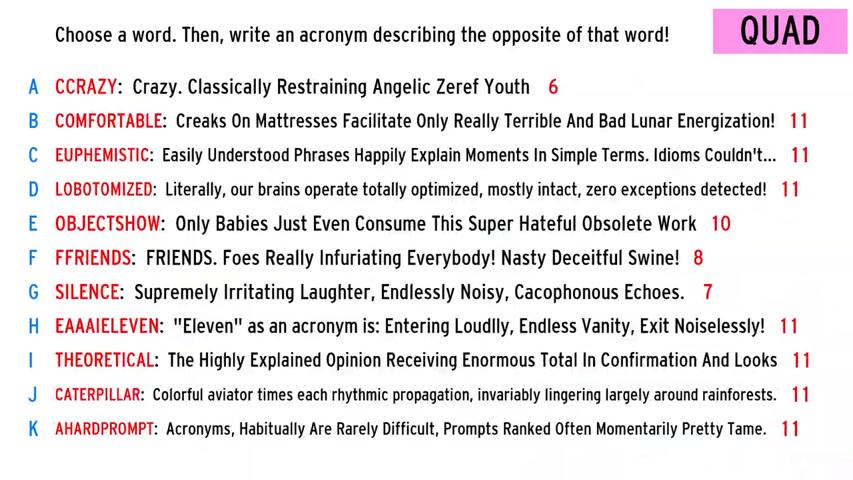 Choose a word. Then, write an acronym describing the opposite of that word!
QUAD
A CCRAZY: Crazy. Classically Restraining Angelic Zeref Youth 6
B COMFORTABLE: Creaks On Mattresses Facilitate Only Really Terrible And Bad Lunar Energization! 11
C EUPHEMISTIC: Easily Understood Phrases Happily Explain Moments In Simple Terms. Idioms Couldn't... 11
D LOBOTOMIZED: Literally, our brains operate totally optimized, mostly intact, zero exceptions detected! 11
E OBJECTSHOW: Only Babies Just Even Consume This Super Hateful Obsolete Work 10
F FFRIENDS: FRIENDS. Foes Really Infuriating Everybody! Nasty Deceitful Swine! 8
G SILENCE: Supremely Irritating Laughter, Endlessly Noisy, Cacophonous Echoes. 7
H EAAAIELEVEN: "Eleven" as an acronym is: Entering Loudlly, Endless Vanity, Exit Noiselessly! 11
I THEORETICAL: The Highly Explained Opinion Receiving Enormous Total In Confirmation And Looks 11
J CATERPILLAR: Colorful aviator times each rhythmic propagation, invariably lingering largely around rainforests. 11
K AHARDPROMPT: Acronyms, Habitually Are Rarely Difficult, Prompts Ranked Often Momentarily Pretty Tame. 11